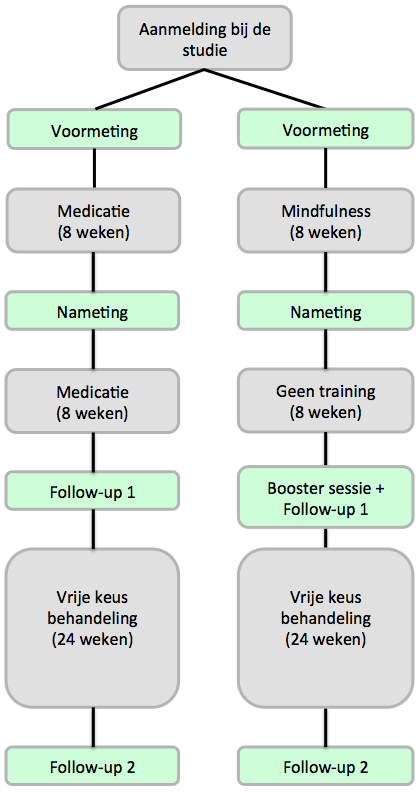 Aanmelding bij de
studie
Voormeting
Voormeting
Medicatie
(8 weken)
Mindfulness
(8 weken)
Nameting
Nameting
Medicatie
(8 weken)
Geen training
(8 weken)
Follow-up 1
Booster sessie +
Follow-up 1
Vrije keus
behandeling
(24 weken)
Vrije keus
behandeling
(24 weken)
Follow-up 2
Follow-up 2